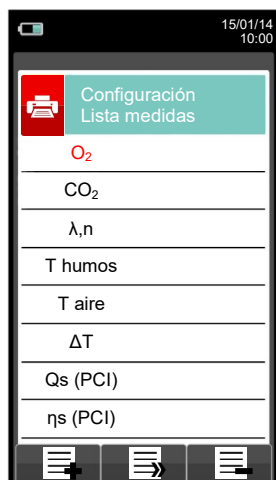 15/01/14
10:00
Configuración
Lista medidas
O₂
CO₂
λ,n
T humos
T aire
ΔT
Qs (PCI)
ηs (PCI)